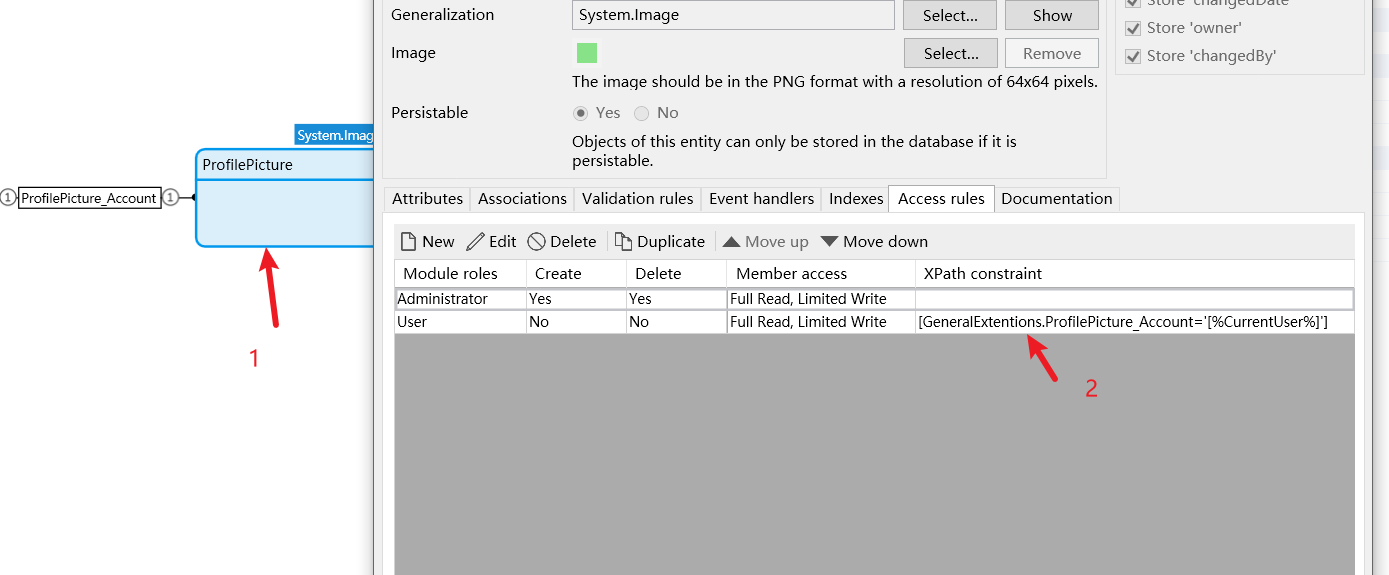 Generalization
System.Image
Select...
Show
Store 'changedDate'
Store 'owner'
Image
Select...
Remove
Store 'changedBy'
The image should be in the PNG format with a resolution of 64x64 pixels.
Persistable
Yes
No
Objects of this entity can only be stored in the database if it is
persistable.
System.Imag
ProfilePicture
1
ProfilePicture_Account
1
Attributes
Associations
Validation rules
Event handlers
Indexes
Access rules
Documentation
New
Edit
Delete
Duplicate
Move up
Move down
Module roles
Create
Delete
Member access
XPath constraint
Administrator
Yes
Yes
Full Read, Limited Write
User
No
No
Full Read, Limited Write
[GeneralExtentions.ProfilePicture_Account='[%CurrentUser%]']
1
2